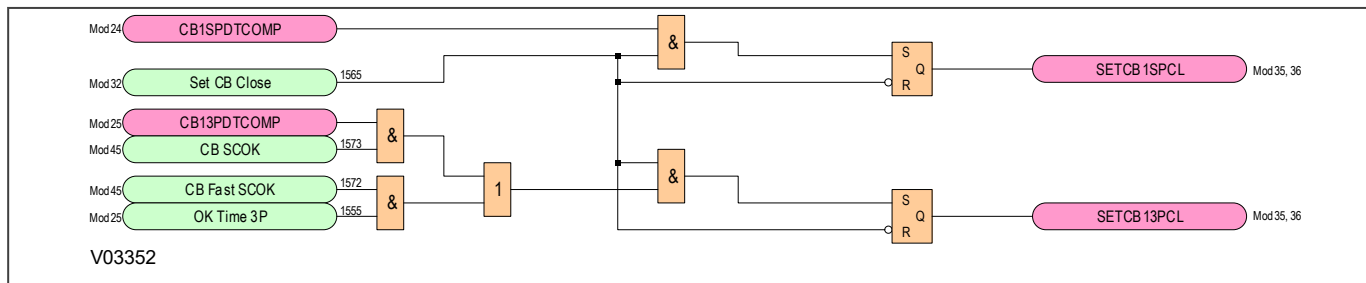 Mod 24 CB1SPDTCOMP
&
S
Q
R
SETCB1SPCL Mod 35, 36
Mod 32 Set CB Close 1565
Mod 25 CB13PDTCOMP
&
Mod 45 CB SCOK 1573
&
1
Mod 45 CB Fast SCOK 1572
&
Mod 25 OK Time 3P 1555
S
Q
R
SETCB13PCL Mod 35, 36
V03352